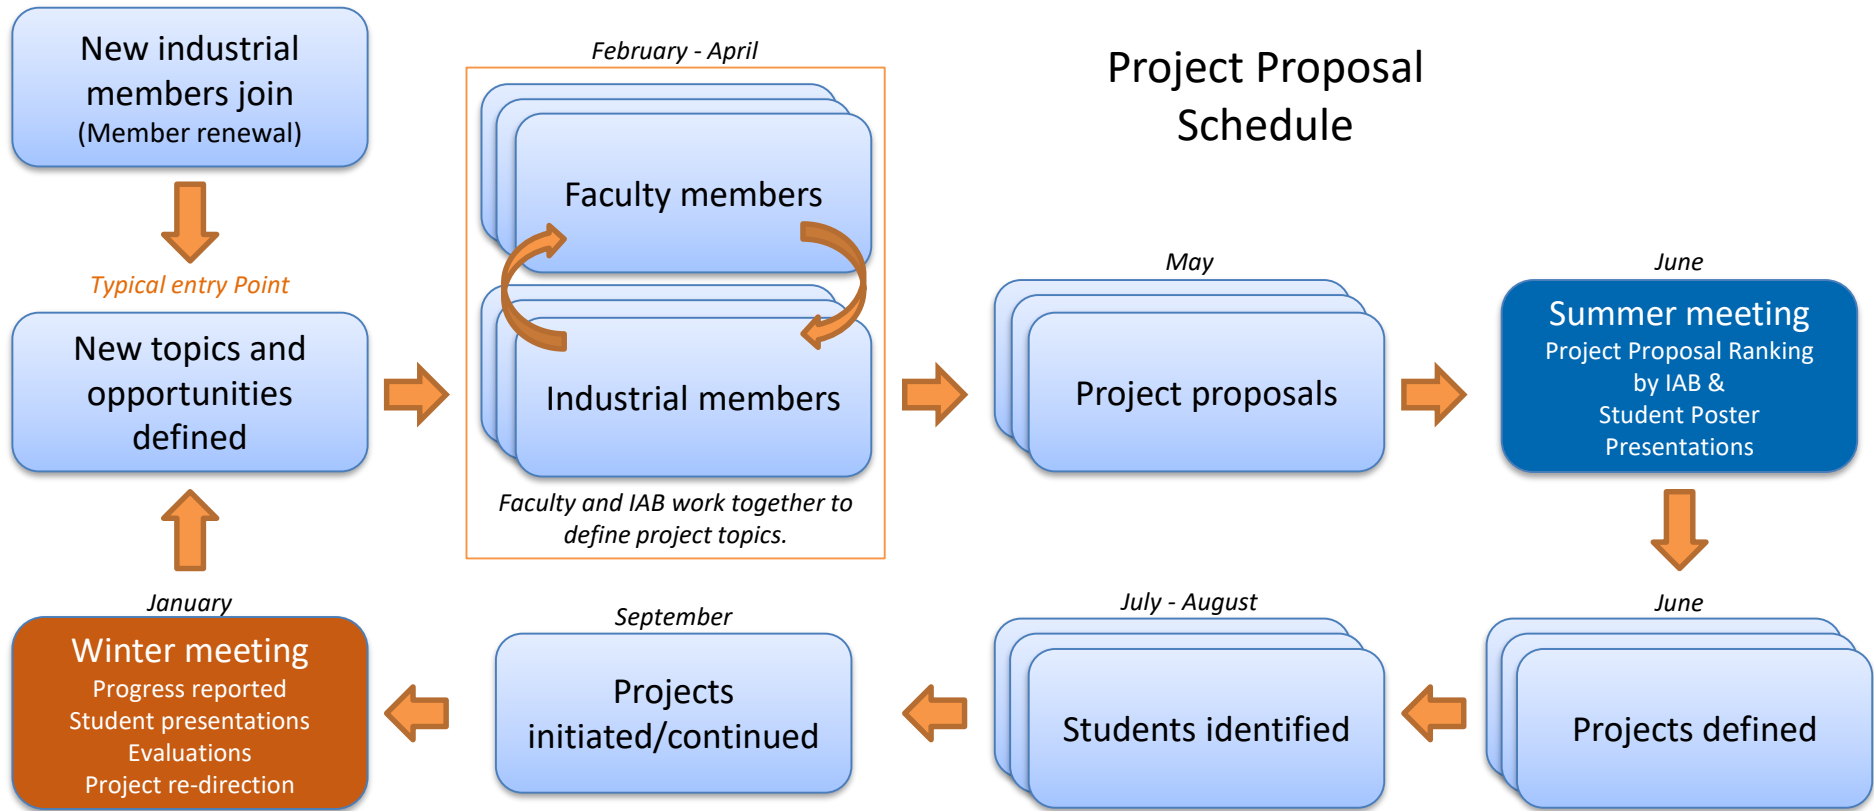 New industrial
members join
(Member renewal)
Typical entry Point
New topics and
opportunities
defined
February - April
Faculty members
Industrial members
Faculty and IAB work together to
define project topics.
Project Proposal
Schedule
May
Project proposals
June
Summer meeting
Project Proposal Ranking
by IAB &
Student Poster
Presentations
June
Projects defined
July - August
Students identified
September
Projects
initiated/continued
January
Winter meeting
Progress reported
Student presentations
Evaluations
Project re-direction